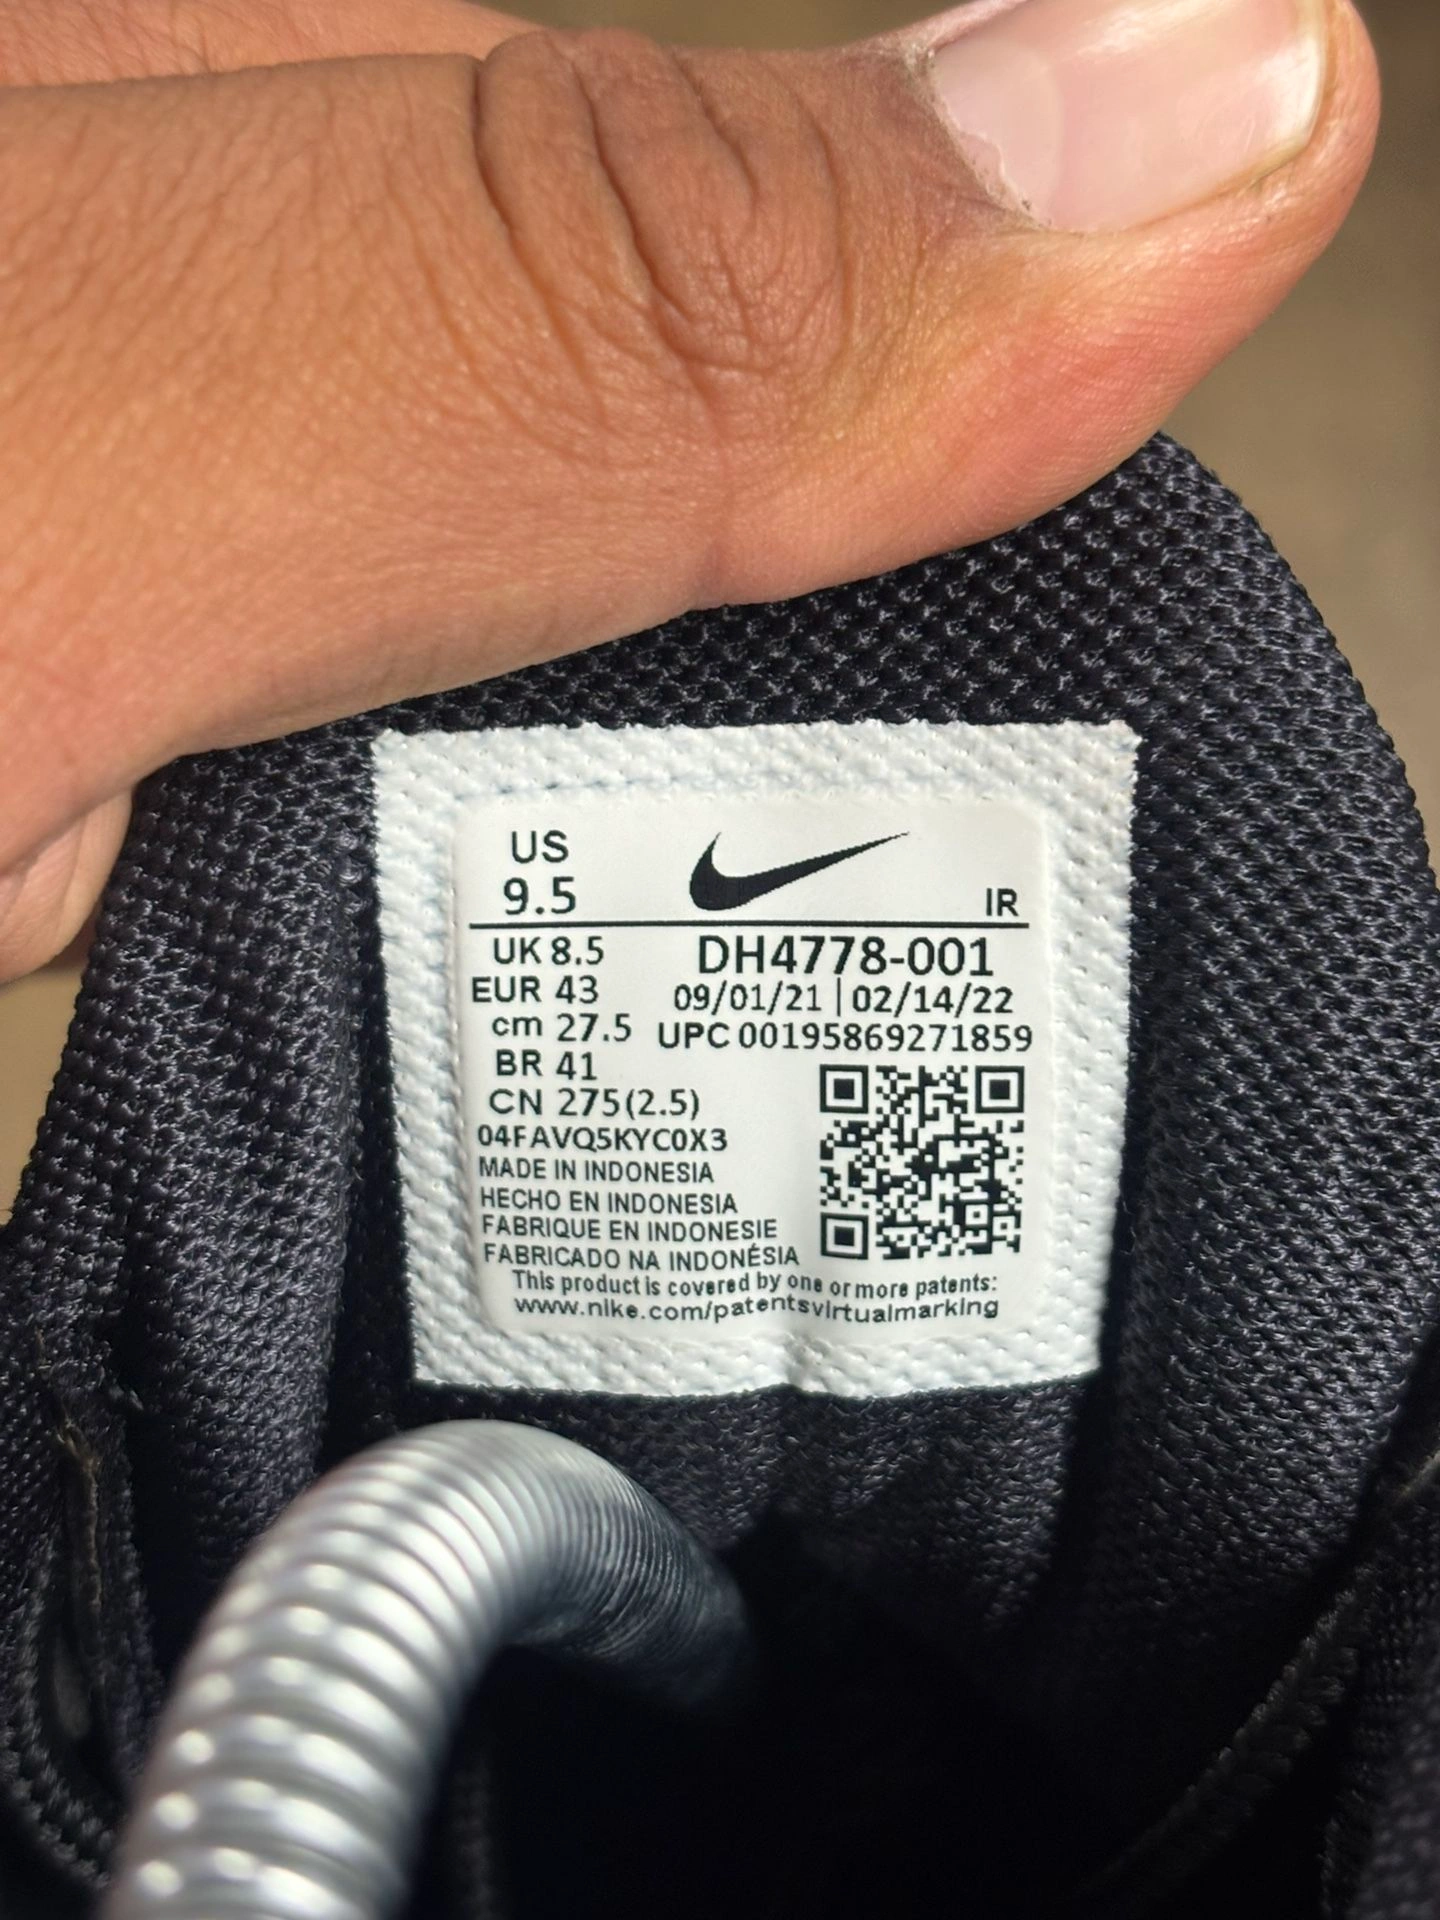 US
9.5
IR
UK 8.5
EUR 43
cm 27.5
BR 41
CN 275(2.5)
DH4778-001
09/01/21 | 02/14/22
UPC 00195869271859
04FAVQ5KYC0X3
MADE IN INDONESIA
HECHO EN INDONESIA
FABRIQUE EN INDONESIE
FABRICADO NA INDONÉSIA
This product is covered by one or more patents:
www.nike.com/patentsvirtualmarking